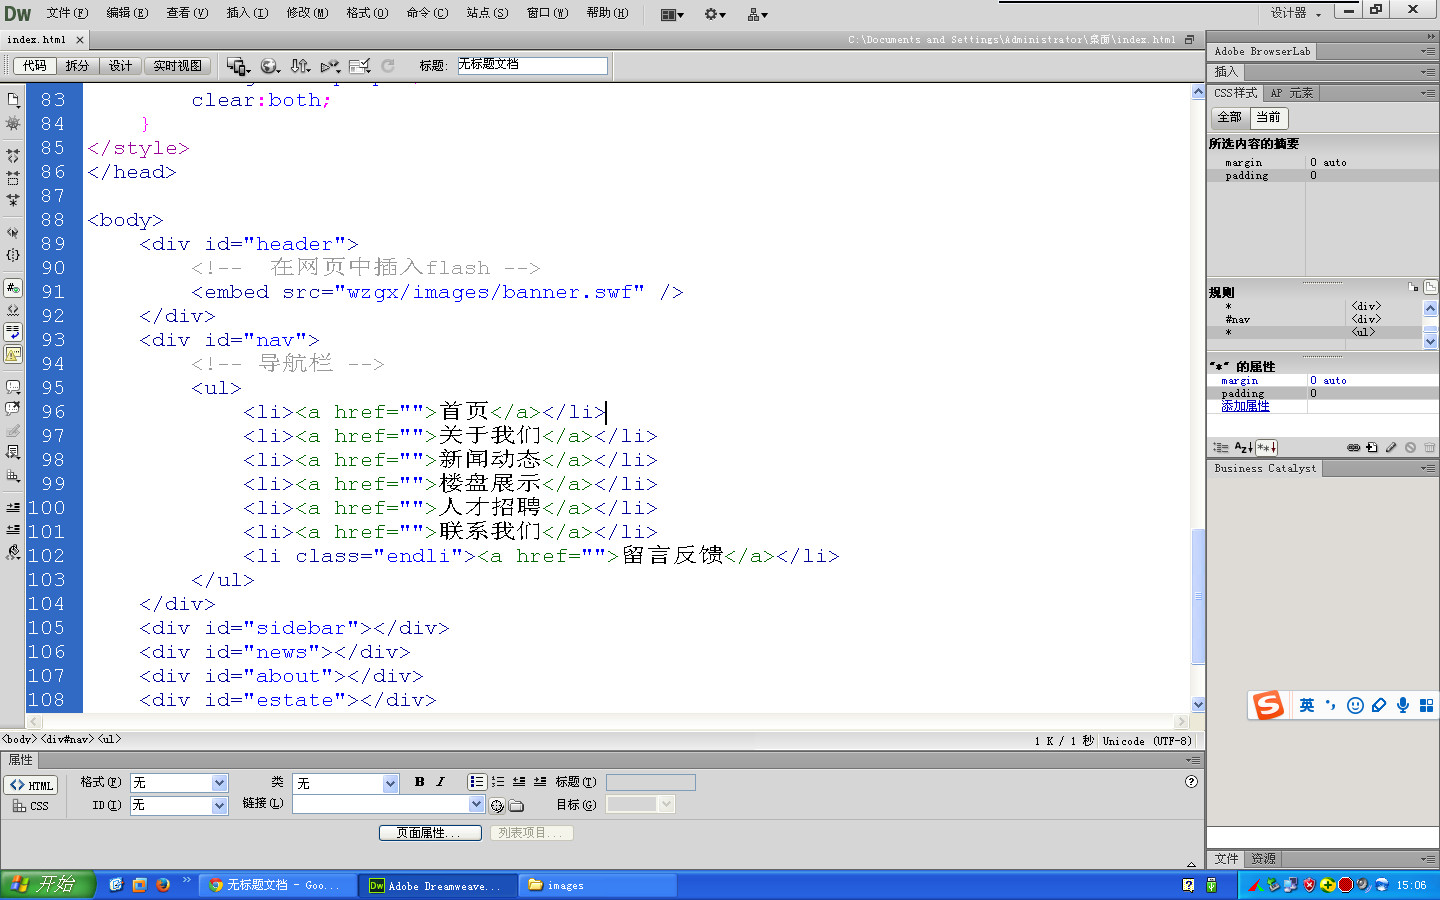 Dw 文件(F) 编辑(E) 查看(V) 插入(I) 修改(M) 格式(O) 命令(C) 站点(S) 窗口(W) 帮助(H) 设计器
index.html C:\Documents and Settings\Administrator\桌面\index.html
代码 拆分 设计 实时视图 标题: 无标题文档
83 clear:both;
84 }
85 </style>
86 </head>
87
88 <body>
89 <div id="header">
90 <!-- 在网页中插入flash -->
91 <embed src="wzgx/images/banner.swf" />
92 </div>
93 <div id="nav">
94 <!-- 导航栏 -->
95 <ul>
96 <li><a href="">首页</a></li>
97 <li><a href="">关于我们</a></li>
98 <li><a href="">新闻动态</a></li>
99 <li><a href="">楼盘展示</a></li>
100 <li><a href="">人才招聘</a></li>
101 <li><a href="">联系我们</a></li>
102 <li class="endli"><a href="">留言反馈</a></li>
103 </ul>
104 </div>
105 <div id="sidebar"></div>
106 <div id="news"></div>
107 <div id="about"></div>
108 <div id="estate"></div>
<body> <div#nav> <ul> 1 K / 1 秒 Unicode (UTF-8)
属性
<> HTML 格式(F) 无 类 无 B I 标题(T)
CSS ID(I) 无 链接(L) 目标(G)
页面属性... 列表项目...
Adobe BrowserLab
插入
CSS样式 AP 元素
全部 当前
所选内容的摘要
margin 0 auto
padding 0
规则
* <div>
#nav <div>
* <ul>
"*" 的属性
margin 0 auto
padding 0
添加属性
Business Catalyst
S 英
文件 资源
开始 无标题文档 - Goo... Dw Adobe Dreamweave... images 15:06